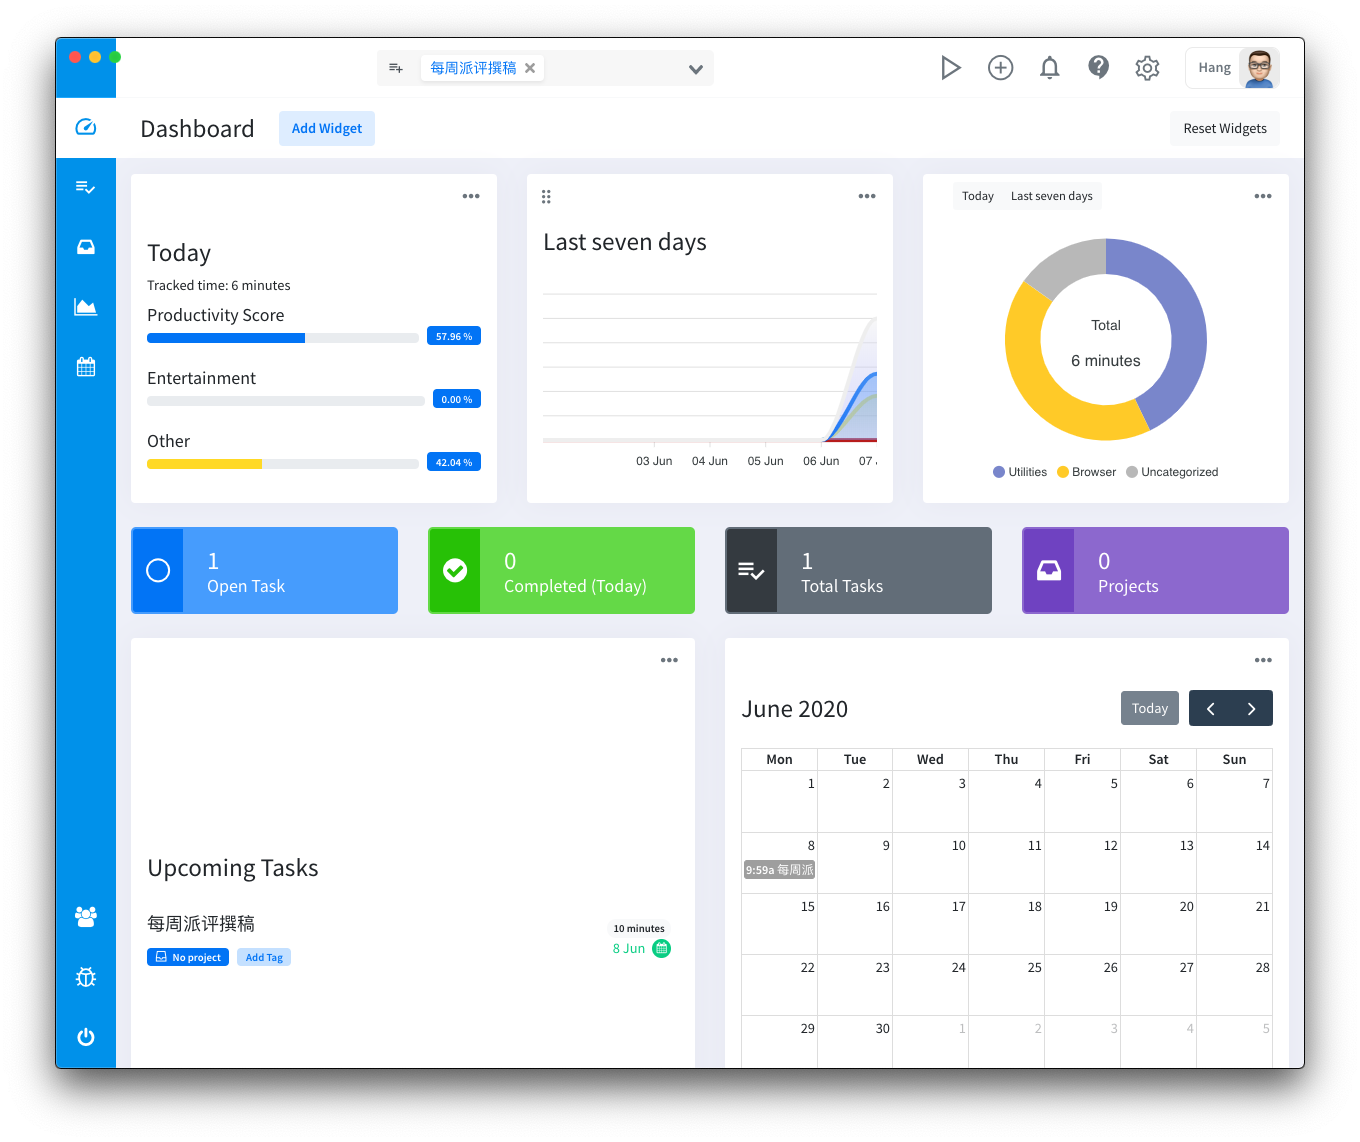 每周派评撰稿
Hang
Dashboard
Add Widget
Reset Widgets
Today
Tracked time: 6 minutes
Productivity Score
57.96 %
Entertainment
0.00 %
Other
42.04 %
Last seven days
03 Jun 04 Jun 05 Jun 06 Jun 07
Today Last seven days
Total
6 minutes
Utilities Browser Uncategorized
1
Open Task
0
Completed (Today)
1
Total Tasks
0
Projects
Upcoming Tasks
每周派评撰稿
10 minutes
8 Jun
No project Add Tag
June 2020
Today
Mon Tue Wed Thu Fri Sat Sun
1 2 3 4 5 6 7
8 9 10 11 12 13 14
9:59a 每周派
15 16 17 18 19 20 21
22 23 24 25 26 27 28
29 30 1 2 3 4 5